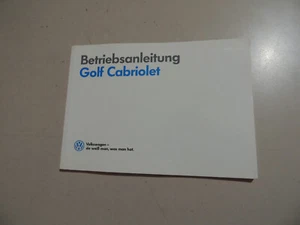 Betriebsanleitung
Golf Cabriolet
Volkswagen –
da weiß man, was man hat.